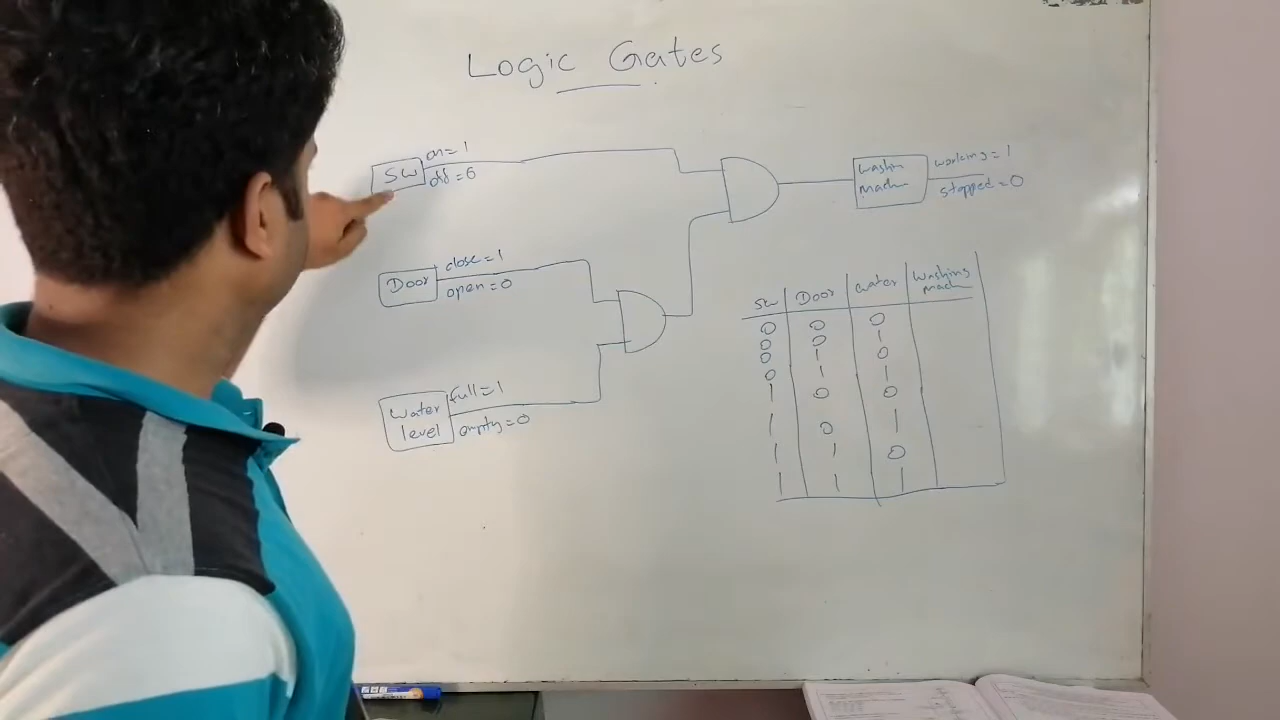 Logic Gates
SW
on=1
off=0
Door
close=1
open=0
Water level
full=1
empty=0
Washin
machn
working=1
stopped=0
SW Door water Washing
mach
0 0 0
0 0 1
0 1 0
0 1 1
1 0 0
1 0 1
1 1 0
1 1 1